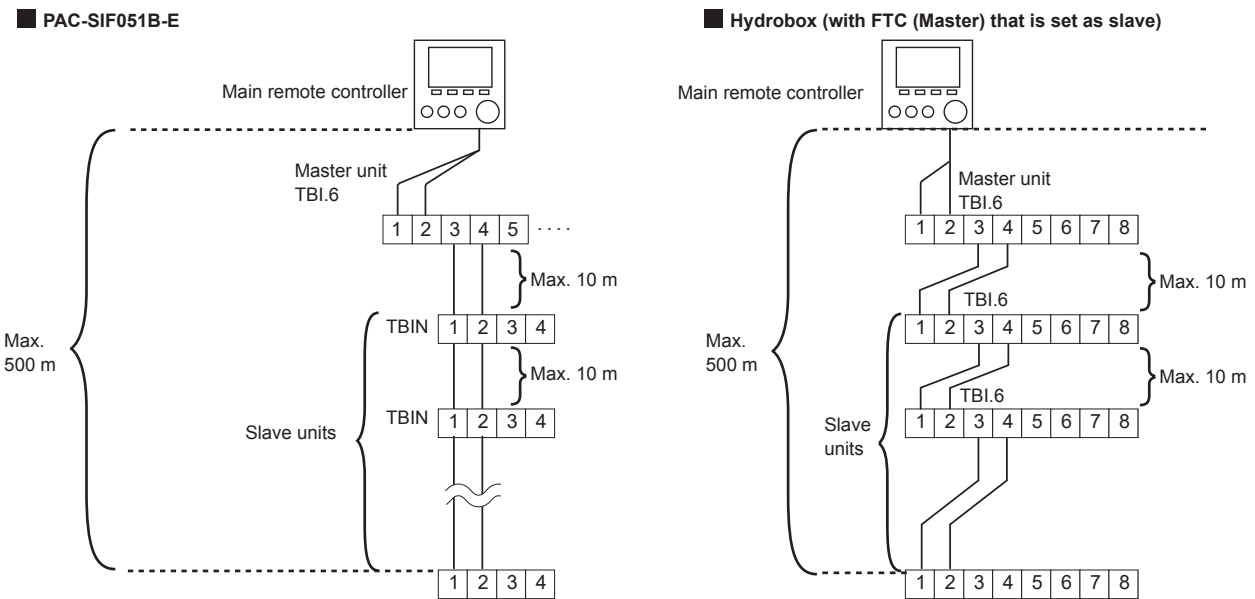 PAC-SIF051B-E
Main remote controller
Master unit
TBI.6
1 2 3 4 5 ....
Max. 10 m
TBIN 1 2 3 4
Max. 10 m
TBIN 1 2 3 4
Max.
500 m
Slave units
1 2 3 4
Hydrobox (with FTC (Master) that is set as slave)
Main remote controller
Master unit
TBI.6
1 2 3 4 5 6 7 8
Max. 10 m
TBI.6
1 2 3 4 5 6 7 8
Max.
500 m
Max. 10 m
TBI.6
1 2 3 4 5 6 7 8
Slave
units
1 2 3 4 5 6 7 8